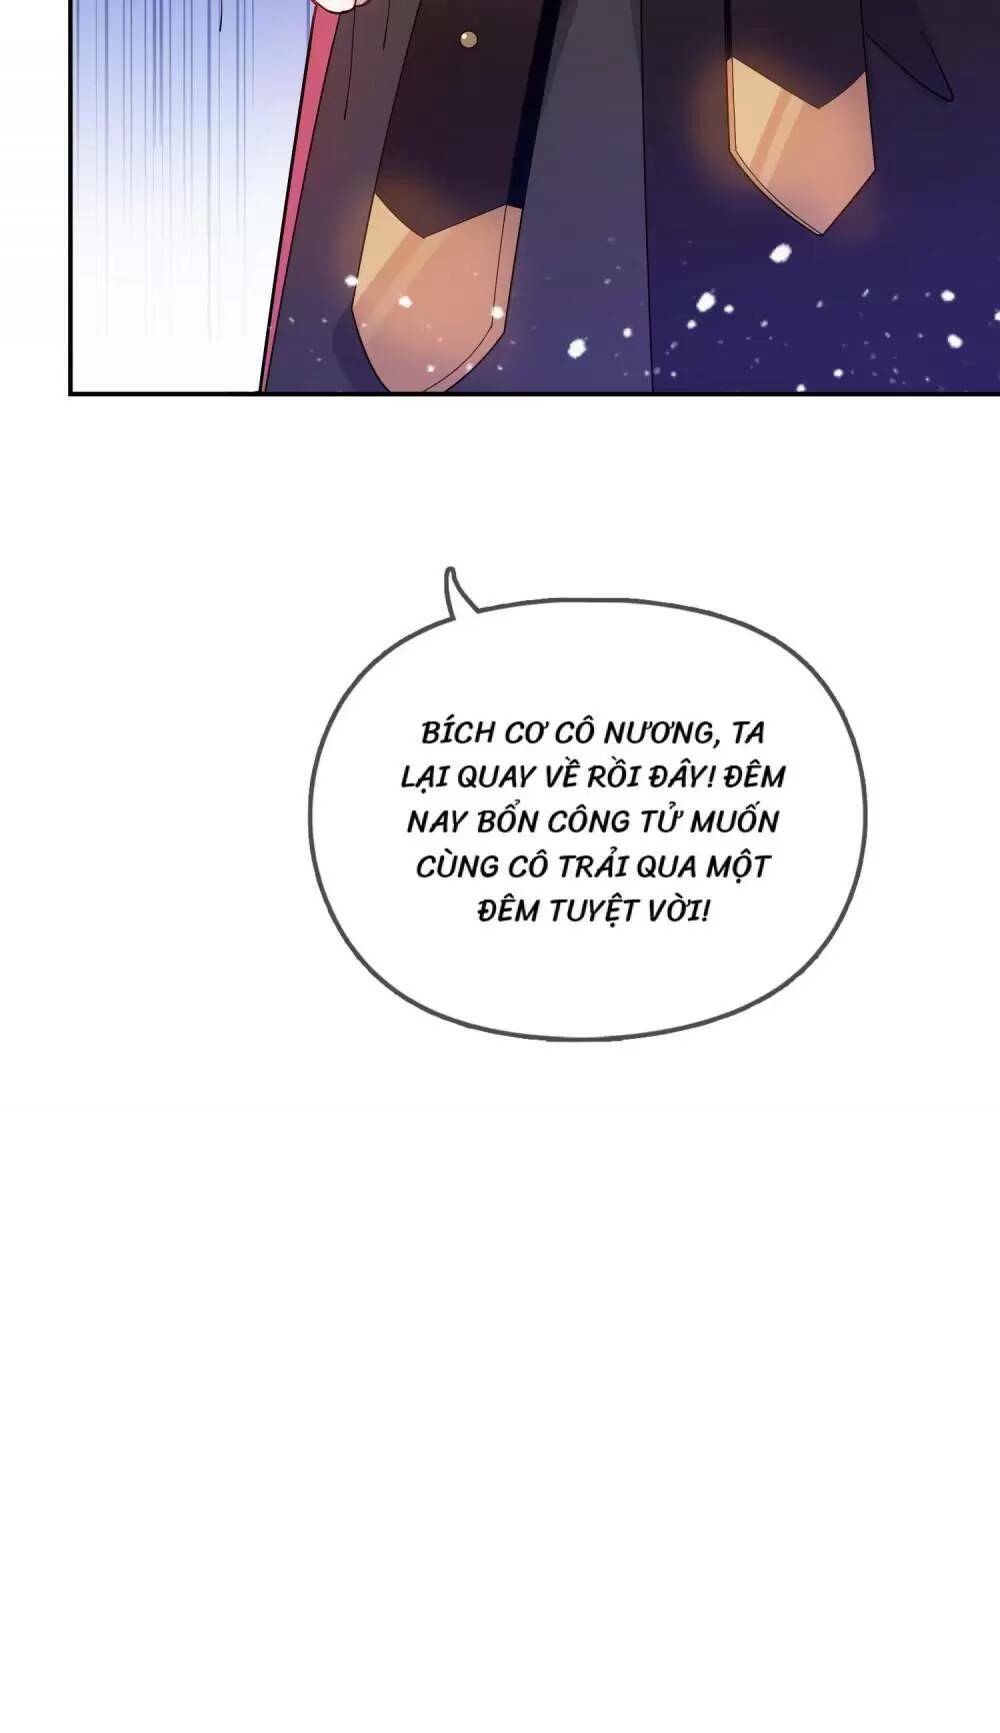 BÍCH CƠ CÔ NƯƠNG, TA
LẠI QUAY VỀ RỒI ĐÂY! ĐÊM
NAY BỔN CÔNG TỬ MUỐN
CÙNG CÔ TRẢI QUA MỘT
ĐÊM TUYỆT VỜI!